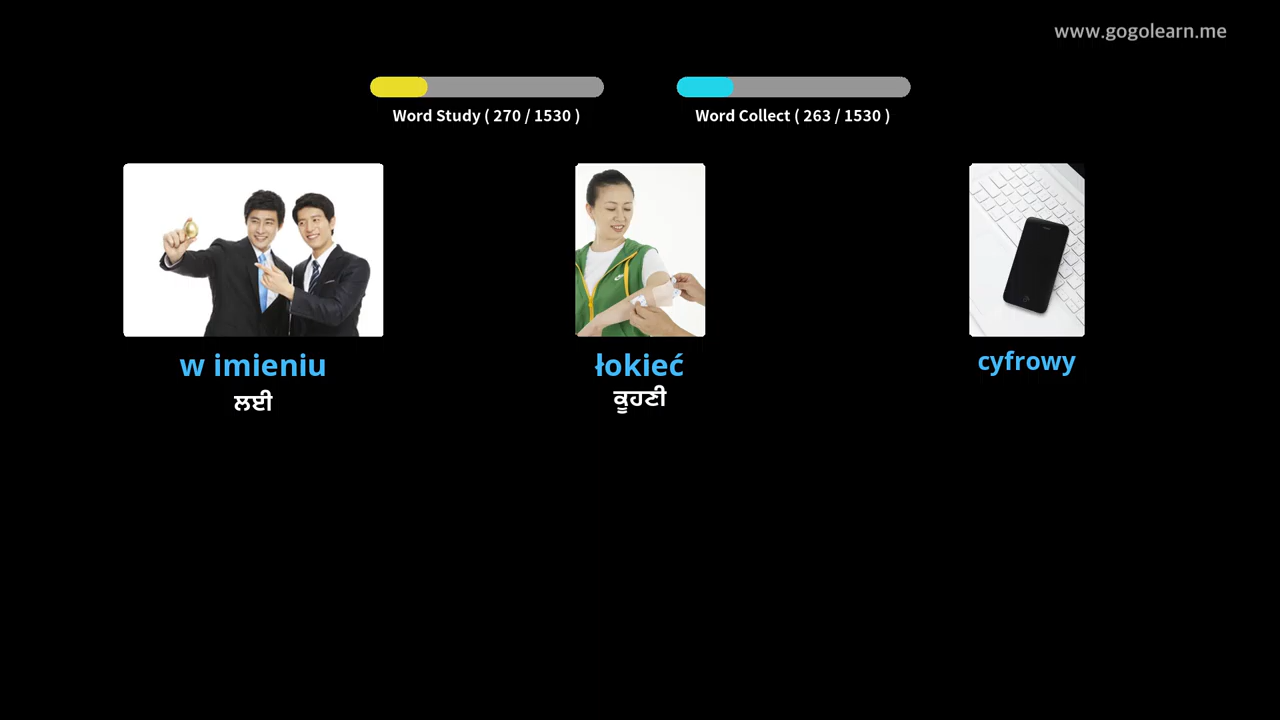 www.gogolearn.me
Word Study ( 270 / 1530 )
Word Collect ( 263 / 1530 )
w imieniu
łokieć
cyfrowy
ਲਈ
ਕੂਹਣੀ